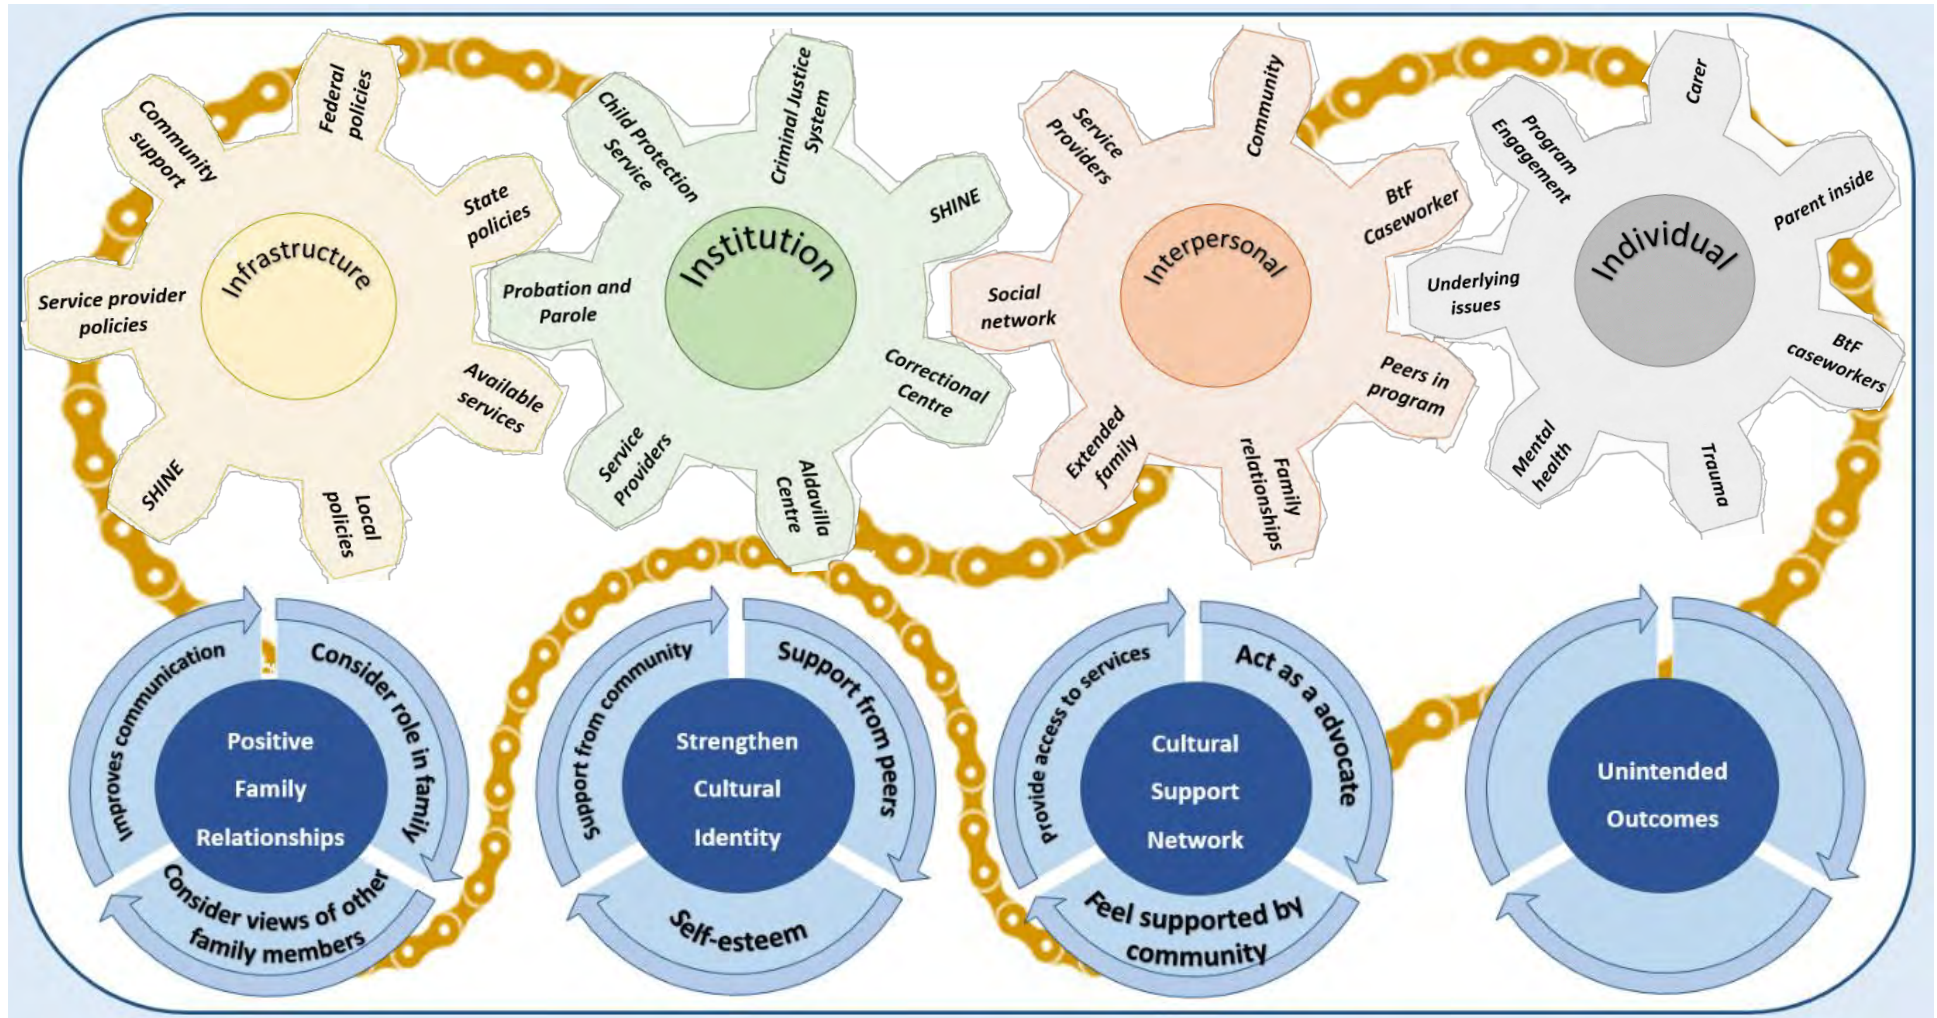 Infrastructure
Federal
policies
State
policies
Available
services
Local
policies
SHINE
Service provider
policies
Community
support
Institution
Criminal Justice
System
SHINE
Correctional
Centre
Aldavilla
Centre
Service
Providers
Probation and
Parole
Child Protection
Service
Interpersonal
Community
BtF
Caseworker
Peers in
program
Family
relationships
Extended
family
Social
network
Service
Providers
Individual
Carer
Parent inside
BtF
caseworkers
Trauma
Mental
health
Underlying
issues
Program
Engagement
Positive
Family
Relationships
Improves communication
Consider role in family
Consider views of other
family members
Strengthen
Cultural
Identity
Support from community
Support from peers
Self-esteem
Cultural
Support
Network
Provide access to services
Act as a advocate
Feel supported by
community
Unintended
Outcomes